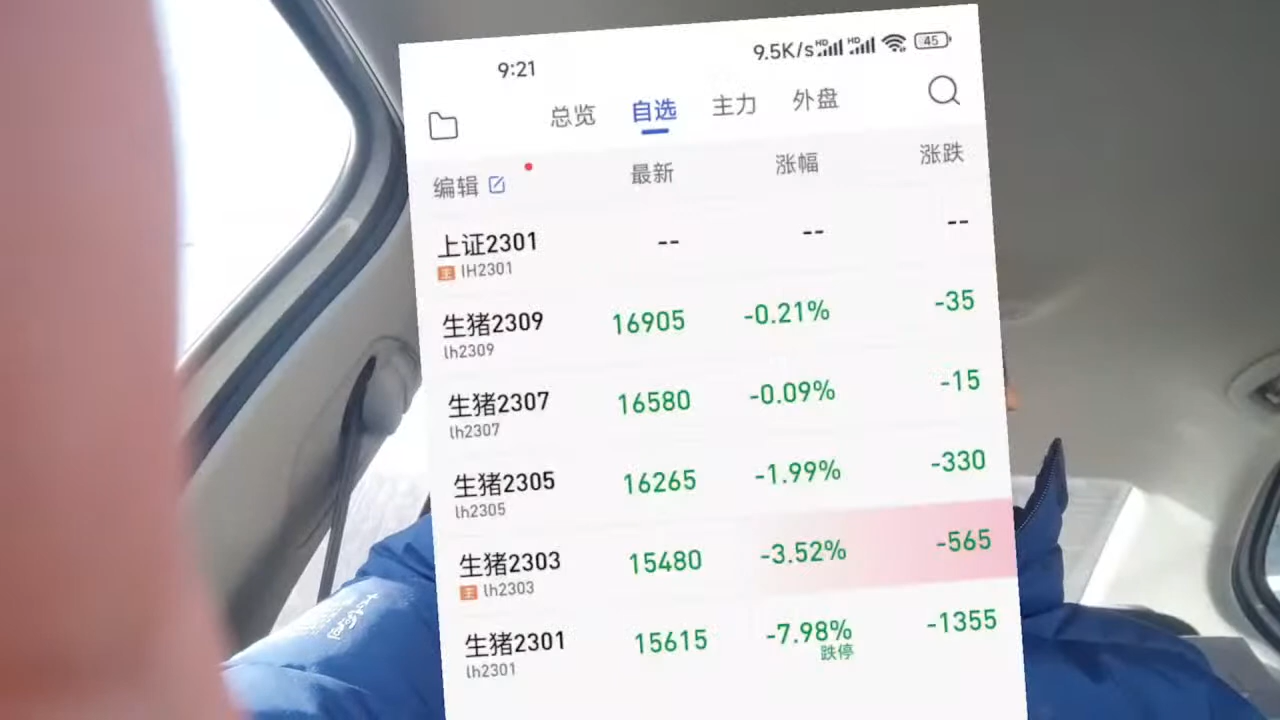 9:21 9.5K/s HD HD 45
总览 自选 主力 外盘
编辑 最新 涨幅 涨跌
上证2301 -- -- --
主 IH2301
生猪2309 16905 -0.21% -35
lh2309
生猪2307 16580 -0.09% -15
lh2307
生猪2305 16265 -1.99% -330
lh2305
生猪2303 15480 -3.52% -565
主 lh2303
生猪2301 15615 -7.98% -1355
lh2301 跌停